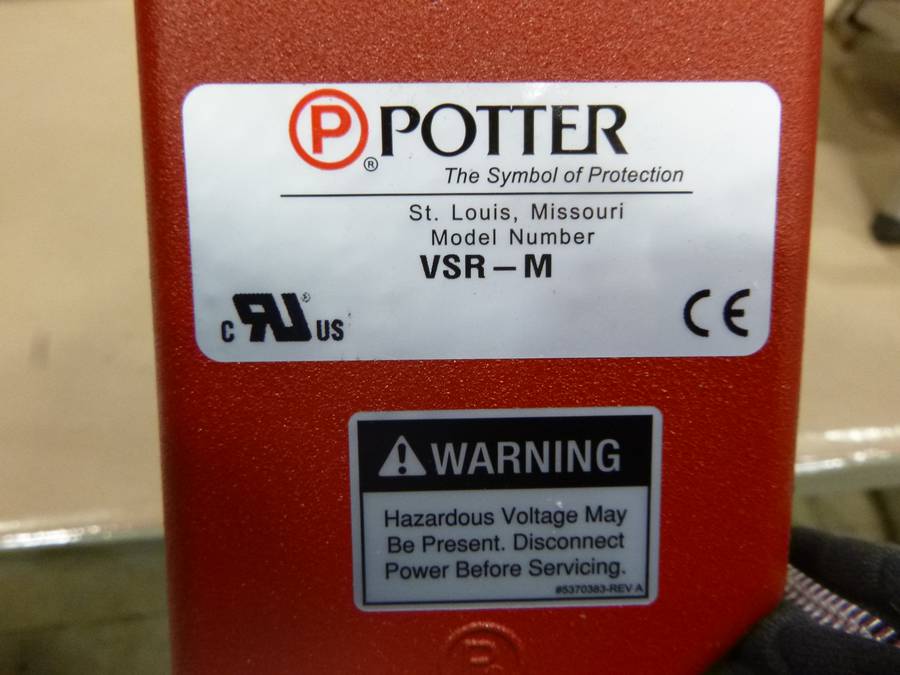 P ® POTTER
The Symbol of Protection
St. Louis, Missouri
Model Number
VSR – M
C RU ® US
CE
WARNING
Hazardous Voltage May
Be Present. Disconnect
Power Before Servicing.
#5370383-REV A